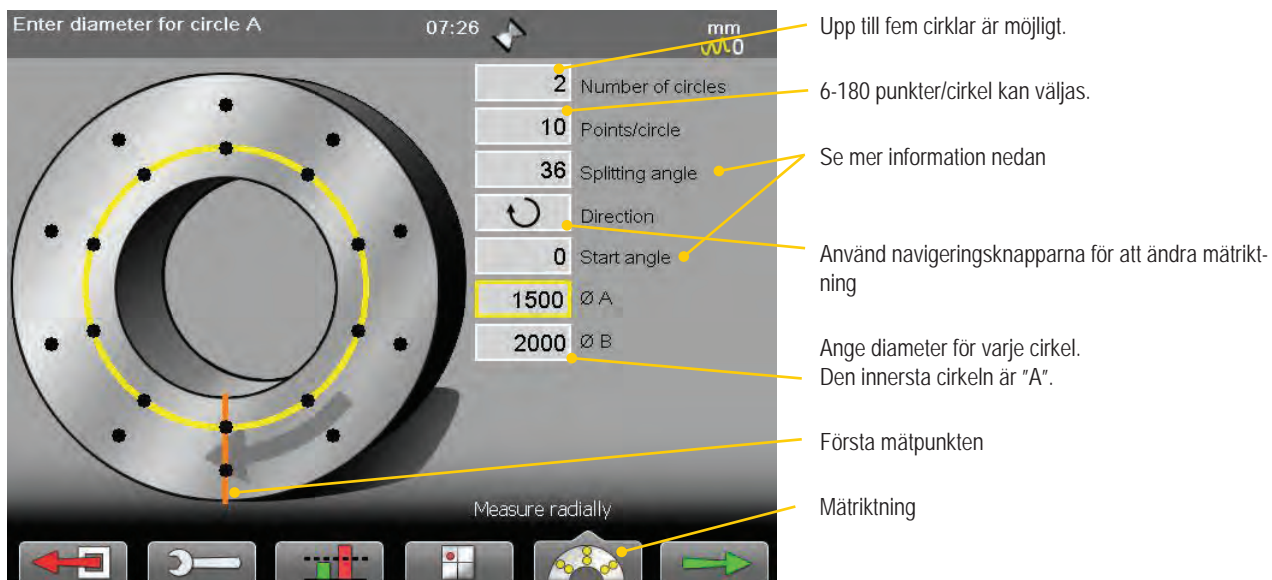 Enter diameter for circle A
07:26
mm
0
2 Number of circles
10 Points/circle
36 Splitting angle
Direction
0 Start angle
1500 Ø A
2000 Ø B
Measure radially
Upp till fem cirklar är möjligt.
6-180 punkter/cirkel kan väljas.
Se mer information nedan
Använd navigeringsknapparna för att ändra mätrikt-
ning
Ange diameter för varje cirkel.
Den innersta cirkeln är ”A”.
Första mätpunkten
Mätriktning